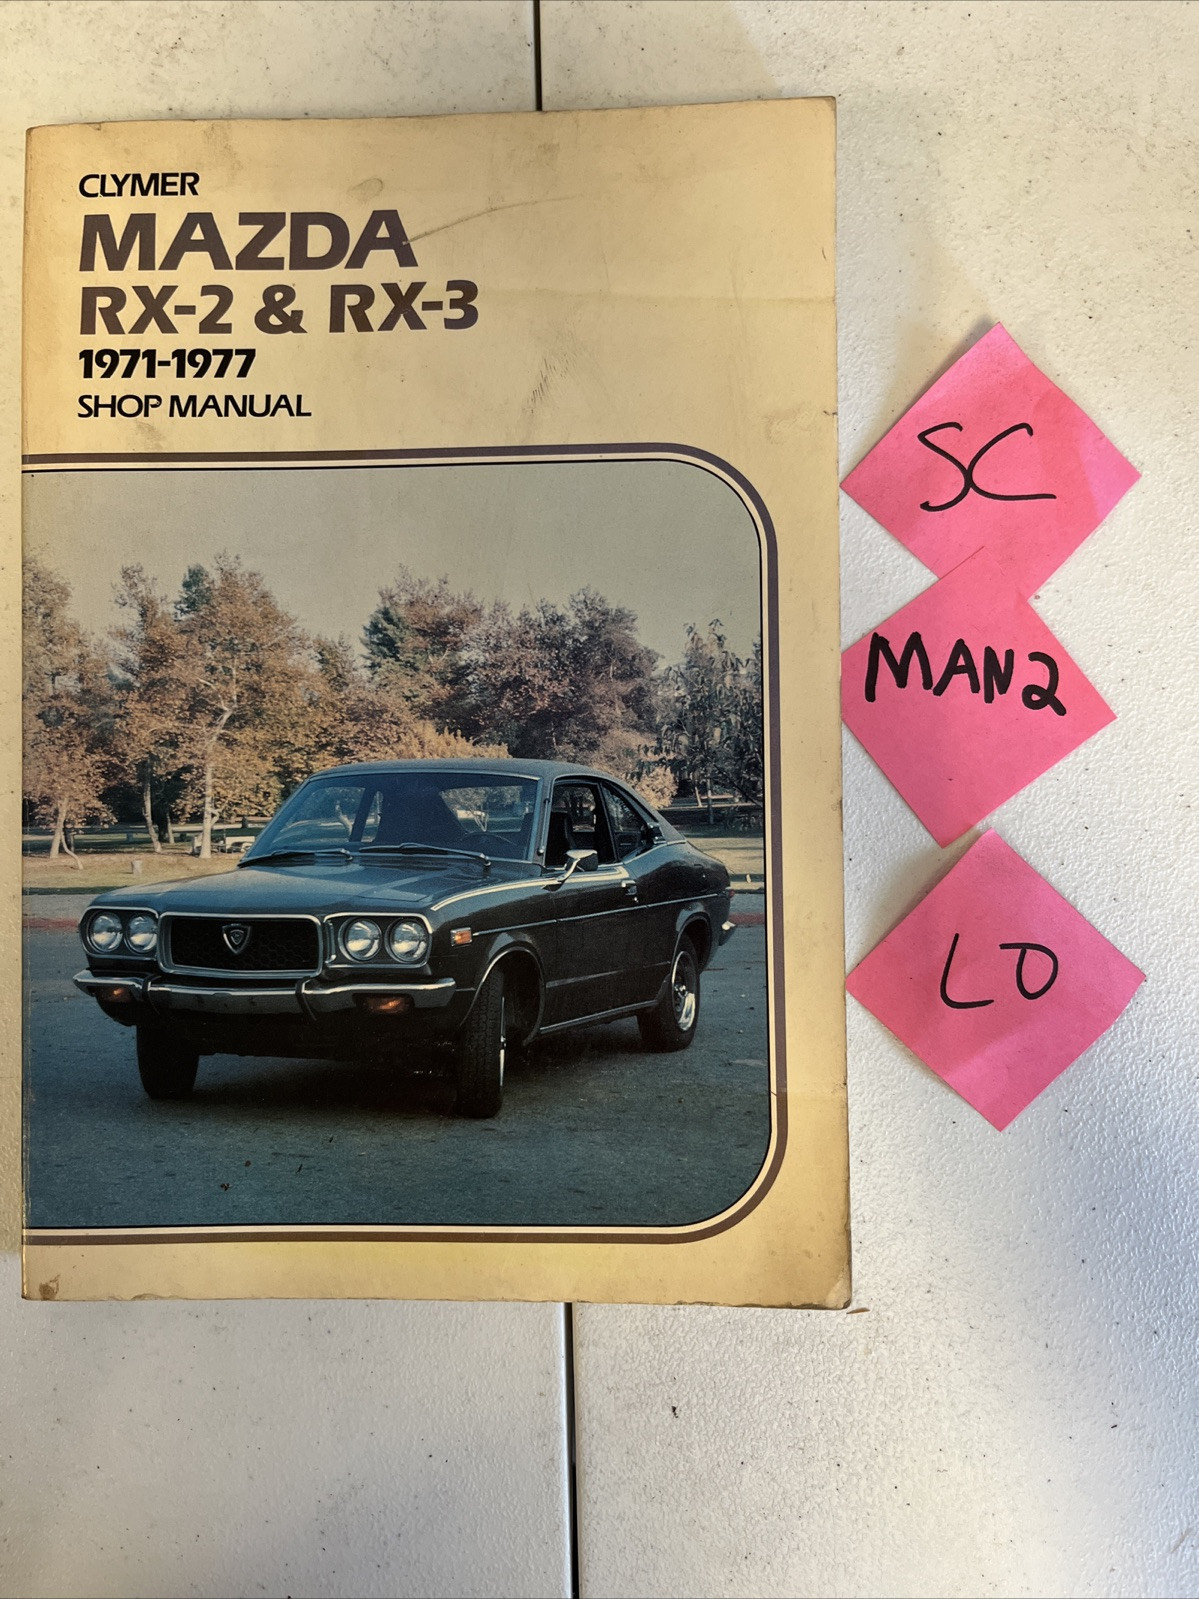 CLYMER
MAZDA
RX-2 & RX-3
1971-1977
SHOP MANUAL
SC
MAN2
LO